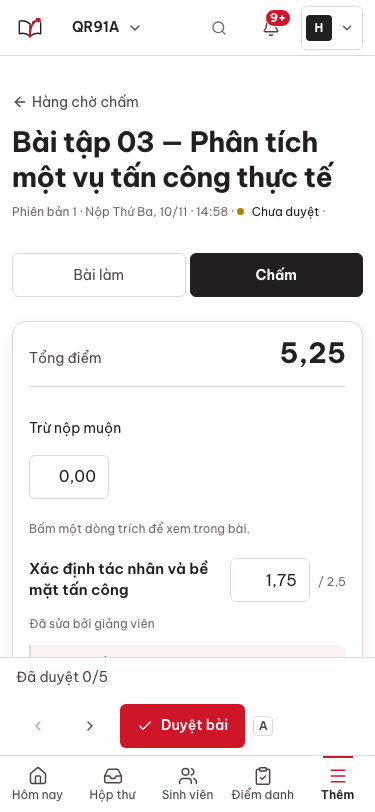 QR91A
9+
H
Hàng chờ chấm
Bài tập 03 — Phân tích
một vụ tấn công thực tế
Phiên bản 1 · Nộp Thứ Ba, 10/11 · 14:58 · Chưa duyệt ·
Bài làm
Chấm
Tổng điểm
5,25
Trừ nộp muộn
0,00
Bấm một dòng trích để xem trong bài.
Xác định tác nhân và bề
mặt tấn công
1,75
/ 2,5
Đã sửa bởi giảng viên
Đã duyệt 0/5
Duyệt bài
A
Hôm nay
Hộp thư
Sinh viên
Điểm danh
Thêm